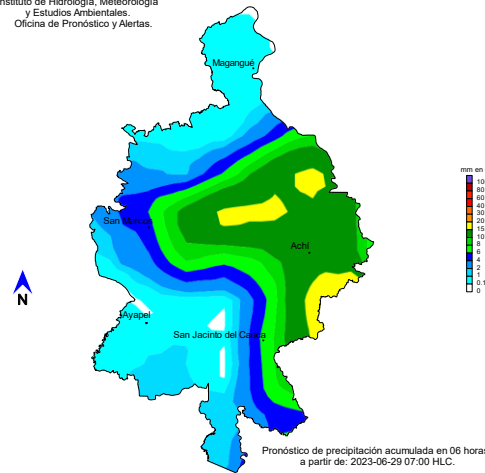 nstituto de Hidrología, Meteorología
y Estudios Ambientales.
Oficina de Pronóstico y Alertas.
Magangué
mm en
10
80
60
40
30
20
15
10
8
6
4
2
1
0.1
0
San Marcos
Achí
N
Ayapel
San Jacinto del Cauca
Pronóstico de precipitación acumulada en 06 horas
a partir de: 2023-06-29 07:00 HLC.